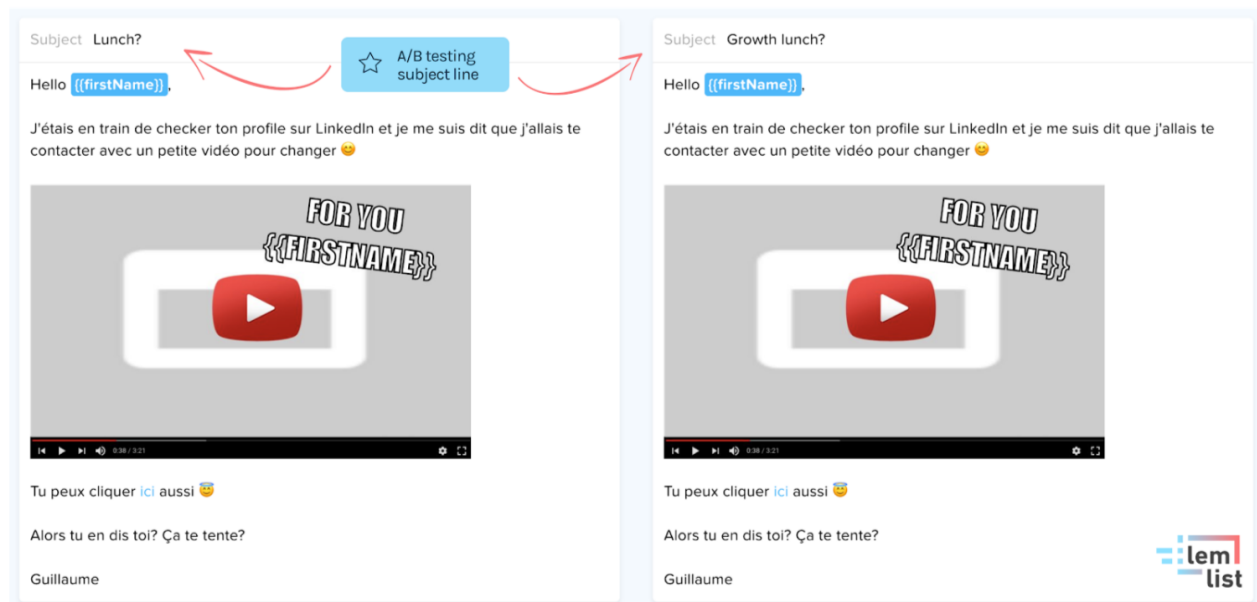 Subject Lunch?
A/B testing
subject line
Hello {{firstName}},
J'étais en train de checker ton profile sur LinkedIn et je me suis dit que j'allais te
contacter avec un petite vidéo pour changer 😊
FOR YOU
{{FIRSTNAME}}
0:38 / 3:21
Tu peux cliquer ici aussi 😇
Alors tu en dis toi? Ça te tente?
Guillaume
Subject Growth lunch?
Hello {{firstName}},
J'étais en train de checker ton profile sur LinkedIn et je me suis dit que j'allais te
contacter avec un petite vidéo pour changer 😊
FOR YOU
{{FIRSTNAME}}
0:38 / 3:21
Tu peux cliquer ici aussi 😇
Alors tu en dis toi? Ça te tente?
Guillaume
lem
list